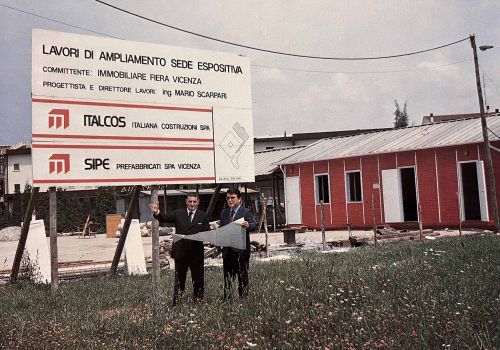 LAVORI DI AMPLIAMENTO SEDE ESPOSITIVA
COMMITTENTE: IMMOBILIARE FIERA VICENZA
PROGETTISTA E DIRETTORE LAVORI: ing. MARIO SCARPARI
ITALCOS ITALIANA COSTRUZIONI SPA
SIPE PREFABBRICATI SPA VICENZA